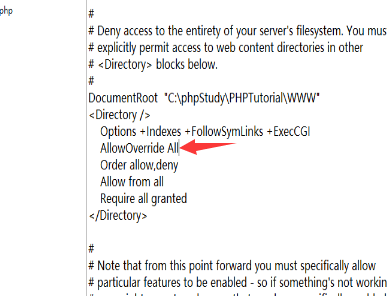 php
#
# Deny access to the entirety of your server's filesystem. You mus
# explicitly permit access to web content directories in other
# <Directory> blocks below.
#
DocumentRoot "C:\phpStudy\PHPTutorial\WWW"
<Directory />
Options +Indexes +FollowSymLinks +ExecCGI
AllowOverride All
Order allow,deny
Allow from all
Require all granted
</Directory>
#
# Note that from this point forward you must specifically allow
# particular features to be enabled - so if something's not workin